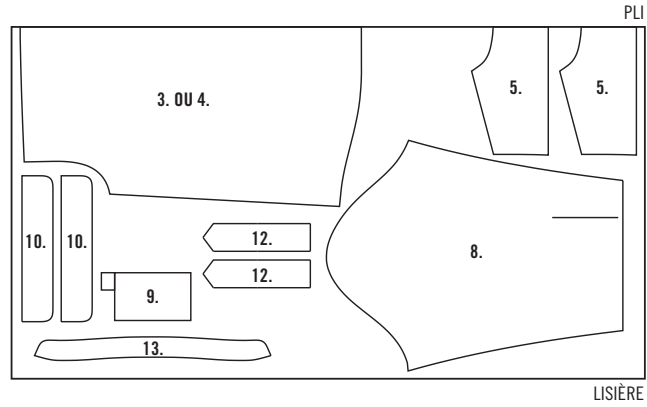 PLI
3. OU 4.
5. 5.
10. 10.
12.
8.
12.
9.
13.
LISIÈRE